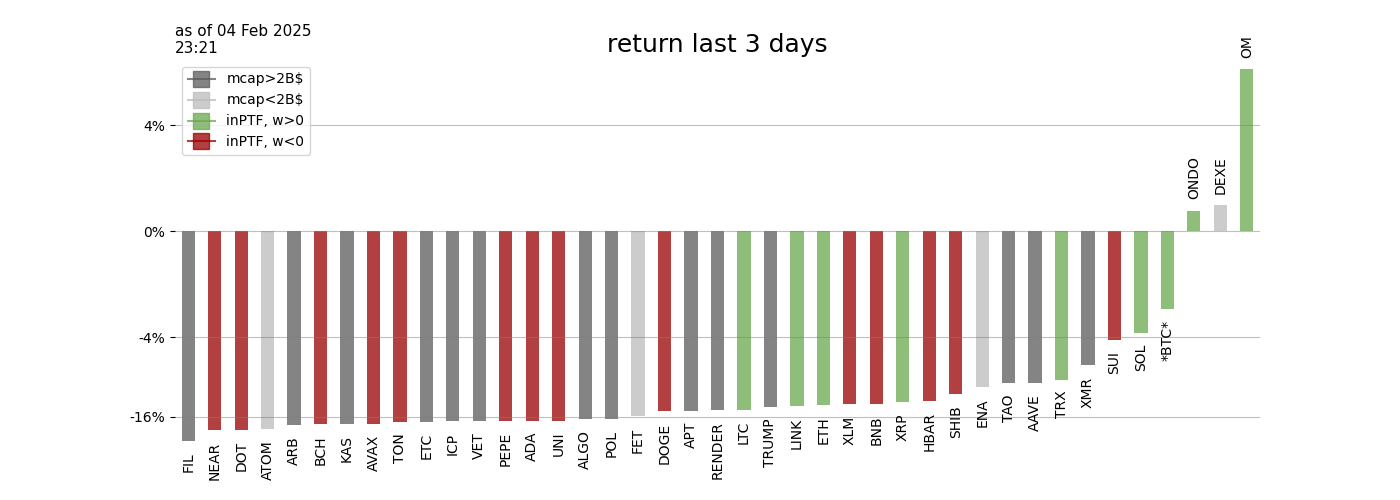 as of 04 Feb 2025
23:21
return last 3 days
mcap>2B$
mcap<2B$
inPTF, w>0
inPTF, w<0
4%
0%
-4%
-16%
FIL
NEAR
DOT
ATOM
ARB
BCH
KAS
AVAX
TON
ETC
ICP
VET
PEPE
ADA
UNI
ALGO
POL
FET
DOGE
APT
RENDER
LTC
TRUMP
LINK
ETH
XLM
BNB
XRP
HBAR
SHIB
ENA
TAO
AAVE
TRX
XMR
SUI
SOL
*BTC*
ONDO
DEXE
OM